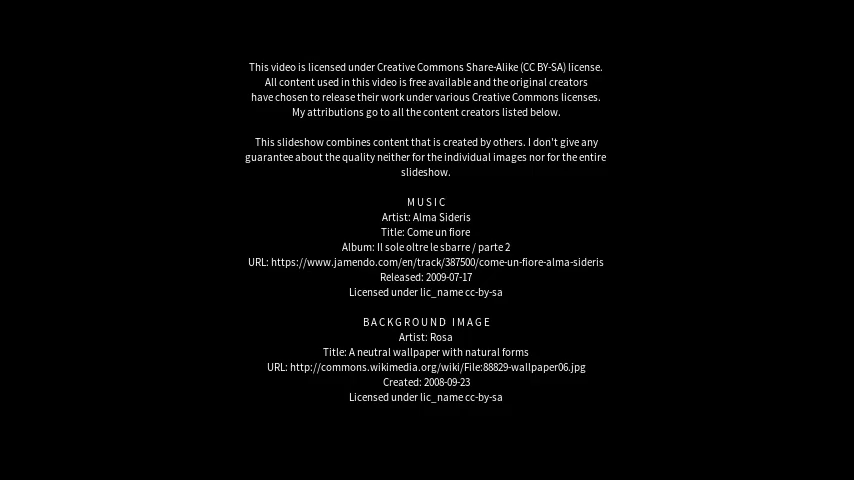 This video is licensed under Creative Commons Share-Alike (CC BY-SA) license.
All content used in this video is free available and the original creators
have chosen to release their work under various Creative Commons licenses.
My attributions go to all the content creators listed below.
This slideshow combines content that is created by others. I don't give any
guarantee about the quality neither for the individual images nor for the entire
slideshow.
MUSIC
Artist: Alma Sideris
Title: Come un fiore
Album: Il sole oltre le sbarre / parte 2
URL: https://www.jamendo.com/en/track/387500/come-un-fiore-alma-sideris
Released: 2009-07-17
Licensed under lic_name cc-by-sa
BACKGROUND IMAGE
Artist: Rosa
Title: A neutral wallpaper with natural forms
URL: http://commons.wikimedia.org/wiki/File:88829-wallpaper06.jpg
Created: 2008-09-23
Licensed under lic_name cc-by-sa